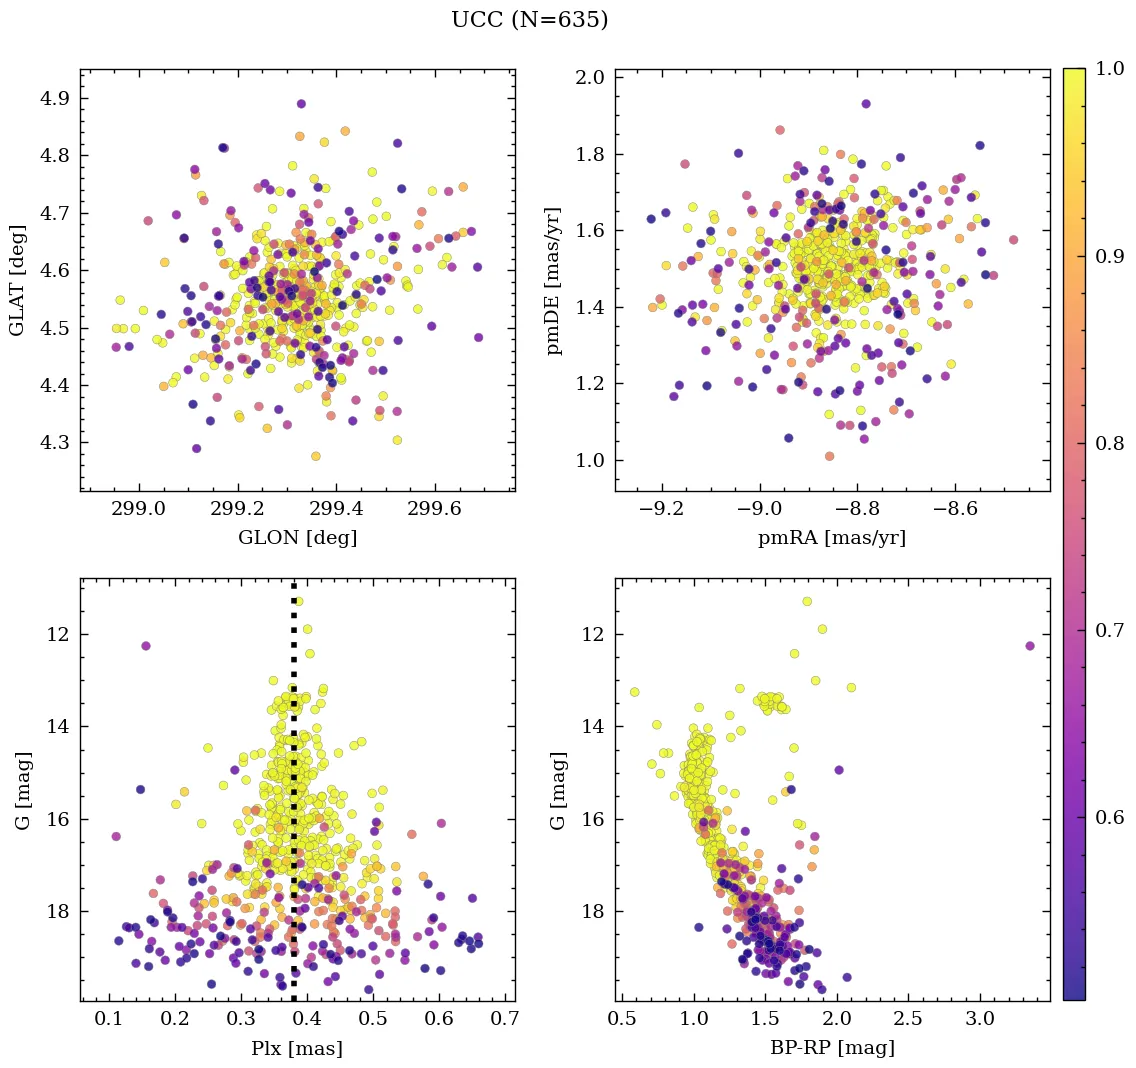 UCC (N=635)
4.9
4.8
4.7
4.6
4.5
4.4
4.3
GLAT [deg]
299.0 299.2 299.4 299.6
GLON [deg]
2.0
1.8
1.6
1.4
1.2
1.0
pmDE [mas/yr]
−9.2 −9.0 −8.8 −8.6
pmRA [mas/yr]
1.0
0.9
0.8
0.7
0.6
12
14
16
18
G [mag]
0.1 0.2 0.3 0.4 0.5 0.6 0.7
Plx [mas]
12
14
16
18
G [mag]
0.5 1.0 1.5 2.0 2.5 3.0
BP-RP [mag]